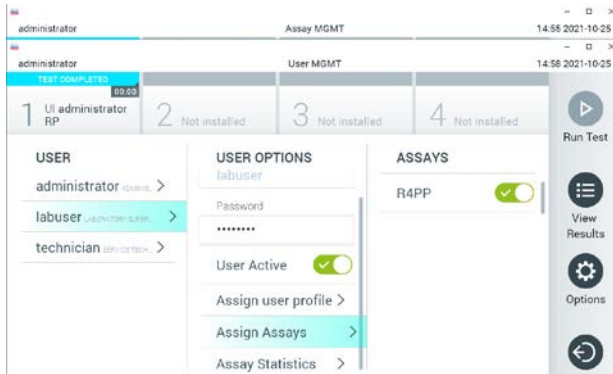 administrator Assay MGMT 14:55 2021-10-25
administrator User MGMT 14:58 2021-10-25
TEST COMPLETED
00:00
1 UI administrator RP
2 Not installed
3 Not installed
4 Not installed
Run Test
USER
administrator
labuser
technician
USER OPTIONS
labuser
Password
••••••••
User Active
Assign user profile
Assign Assays
Assay Statistics
ASSAYS
R4PP
View
Results
Options